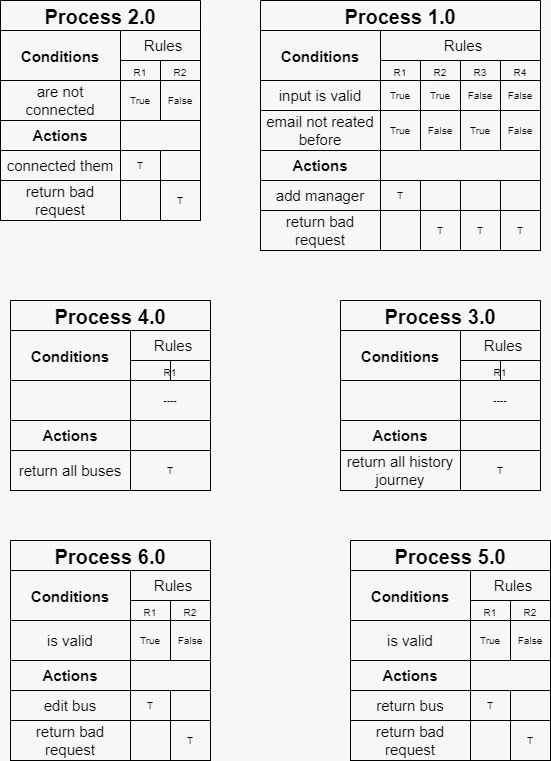 Process 2.0
Conditions
Rules
R1 R2
are not
connected
True False
Actions
connected them T
return bad
request
T
Process 1.0
Conditions
Rules
R1 R2 R3 R4
input is valid True True False False
email not reated
before
True False True False
Actions
add manager T
return bad
request
T T T
Process 4.0
Conditions
Rules
R1
----
Actions
return all buses T
Process 3.0
Conditions
Rules
R1
----
Actions
return all history
journey
T
Process 6.0
Conditions
Rules
R1 R2
is valid True False
Actions
edit bus T
return bad
request
T
Process 5.0
Conditions
Rules
R1 R2
is valid True False
Actions
return bus T
return bad
request
T